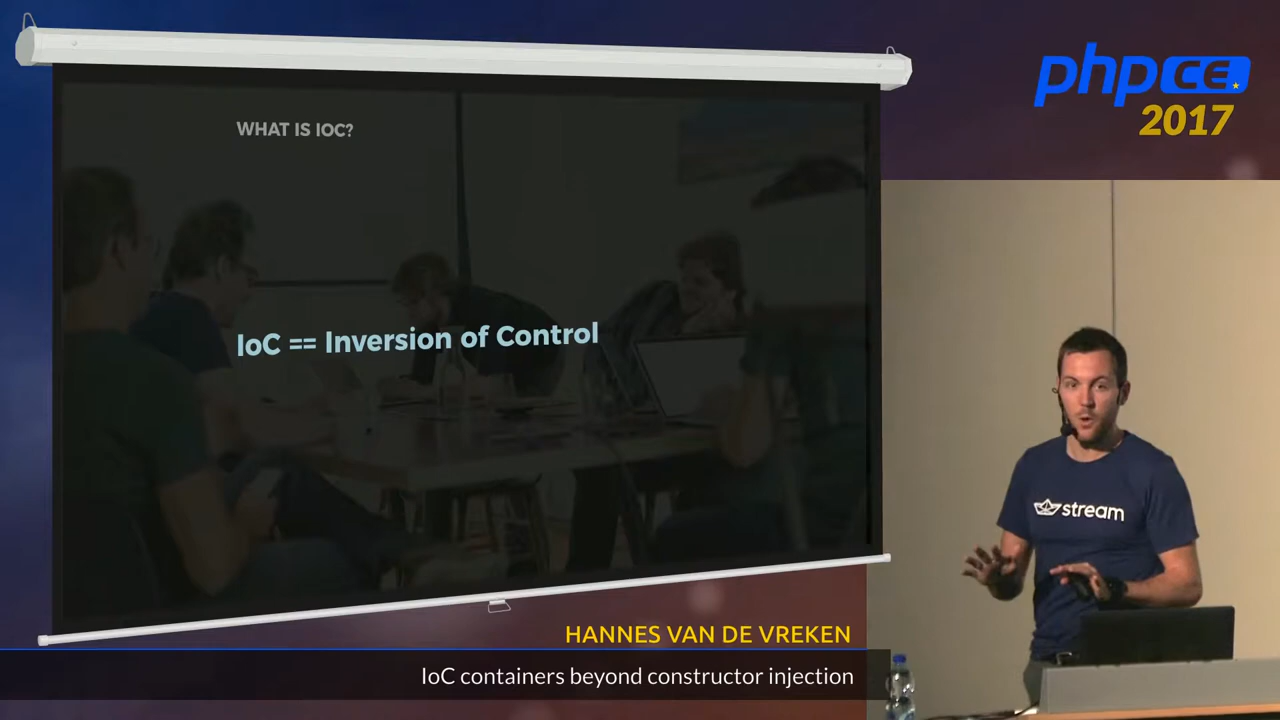 WHAT IS IOC?
IoC == Inversion of Control
phpCE
2017
stream
HANNES VAN DE VREKEN
IoC containers beyond constructor injection